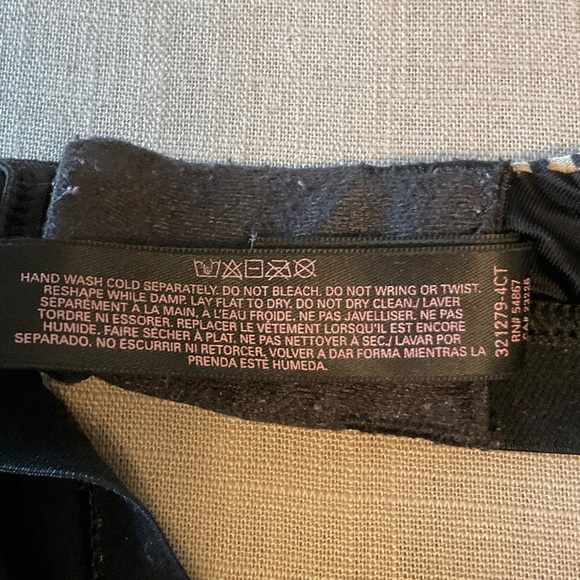 HAND WASH COLD SEPARATELY. DO NOT BLEACH. DO NOT WRING OR TWIST.
RESHAPE WHILE DAMP. LAY FLAT TO DRY. DO NOT DRY CLEAN./ LAVER
SÉPARÉMENT À LA MAIN, À L'EAU FROIDE. NE PAS JAVELLISER. NE PAS
TORDRE NI ESSORER. REPLACER LE VÊTEMENT LORSQU'IL EST ENCORE
HUMIDE. FAIRE SÉCHER À PLAT. NE PAS NETTOYER À SEC./ LAVAR POR
SEPARADO. NO ESCURRIR NI RETORCER. VOLVER A DAR FORMA MIENTRAS LA
PRENDA ESTÉ HUMEDA.
321279-4CT
RN# 54867
CA# 23226